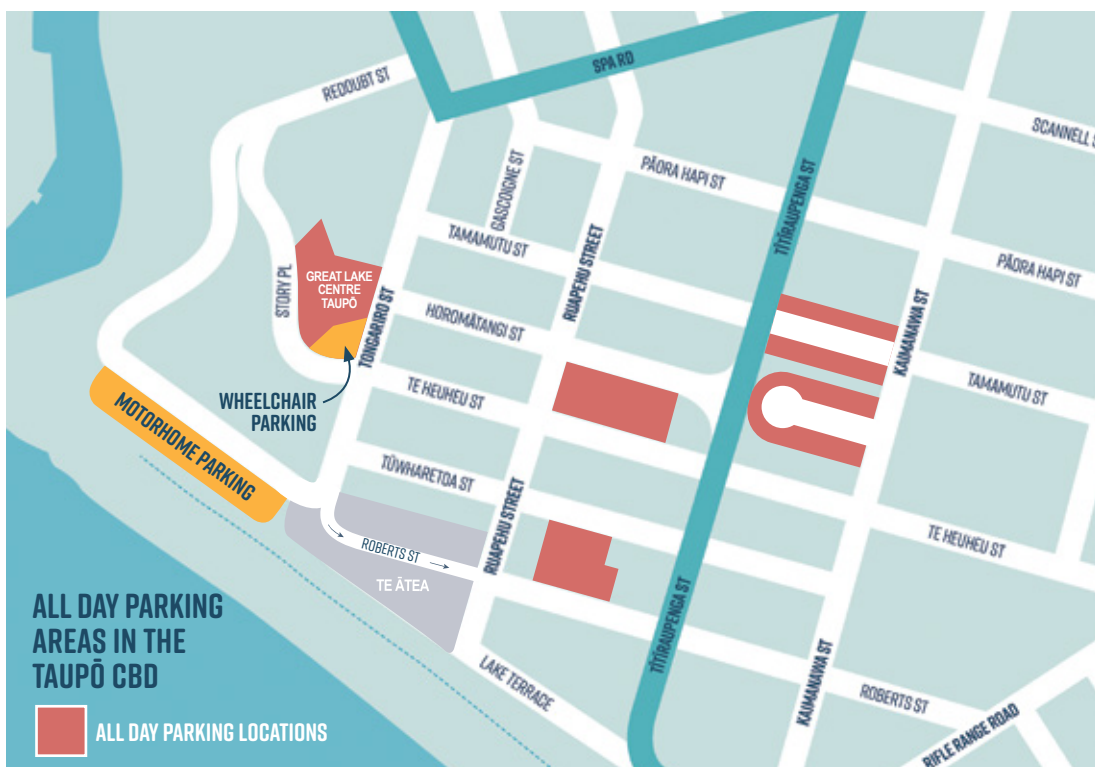 REDOUBT ST
SPA RD
SCANNELL S
GASCOIGNE ST
PĀORA HAPI ST
TĪTĪRAUPENGA ST
TAMAMUTU ST
RUAPEHU STREET
PĀORA HAPI ST
STORY PL
GREAT LAKE
CENTRE
TAUPŌ
TONGARIRO ST
HOROMĀTANGI ST
KAIMANAWA ST
WHEELCHAIR
PARKING
TE HEUHEU ST
TAMAMUTU ST
MOTORHOME PARKING
TŪWHARETOA ST
RUAPEHU STREET
ROBERTS ST
TE HEUHEU ST
TE ĀTEA
TĪTĪRAUPENGA ST
KAIMANAWA ST
LAKE TERRACE
ROBERTS ST
RIFLE RANGE ROAD
ALL DAY PARKING
AREAS IN THE
TAUPŌ CBD
ALL DAY PARKING LOCATIONS